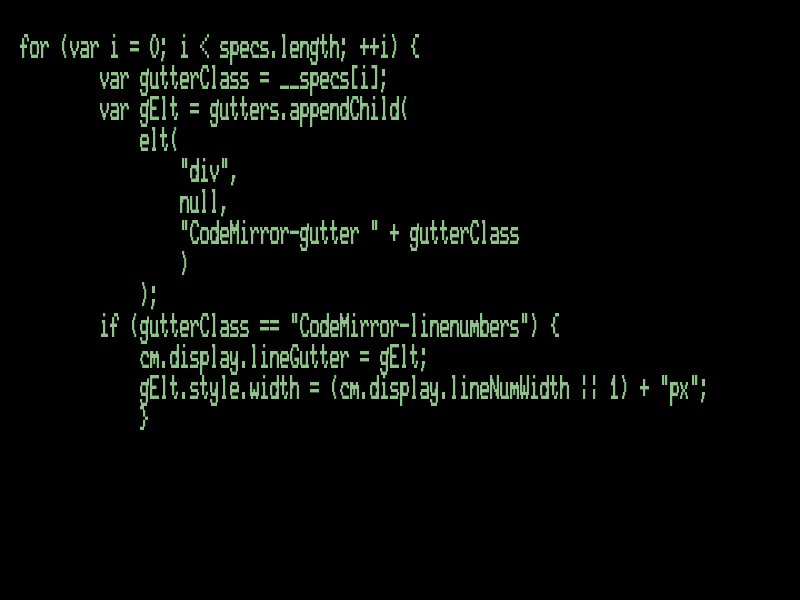 for (var i = 0; i < specs.length; ++i) {
        var gutterClass = __specs[i];
        var gElt = gutters.appendChild(
            elt(
                "div",
                null,
                "CodeMirror-gutter " + gutterClass
                )
            );
        if (gutterClass == "CodeMirror-linenumbers") {
            cm.display.lineGutter = gElt;
            gElt.style.width = (cm.display.lineNumWidth || 1) + "px";
            }